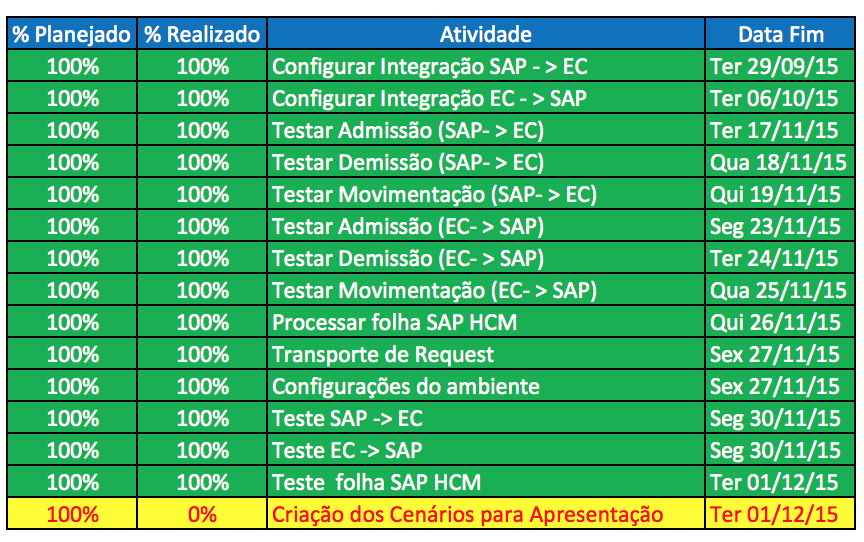 % Planejado % Realizado Atividade Data Fim
100% 100% Configurar Integração SAP - > EC Ter 29/09/15
100% 100% Configurar Integração EC - > SAP Ter 06/10/15
100% 100% Testar Admissão (SAP- > EC) Ter 17/11/15
100% 100% Testar Demissão (SAP- > EC) Qua 18/11/15
100% 100% Testar Movimentação (SAP- > EC) Qui 19/11/15
100% 100% Testar Admissão (EC- > SAP) Seg 23/11/15
100% 100% Testar Demissão (EC- > SAP) Ter 24/11/15
100% 100% Testar Movimentação (EC- > SAP) Qua 25/11/15
100% 100% Processar folha SAP HCM Qui 26/11/15
100% 100% Transporte de Request Sex 27/11/15
100% 100% Configurações do ambiente Sex 27/11/15
100% 100% Teste SAP -> EC Seg 30/11/15
100% 100% Teste EC -> SAP Seg 30/11/15
100% 100% Teste  folha SAP HCM Ter 01/12/15
100% 0% Criação dos Cenários para Apresentação Ter 01/12/15